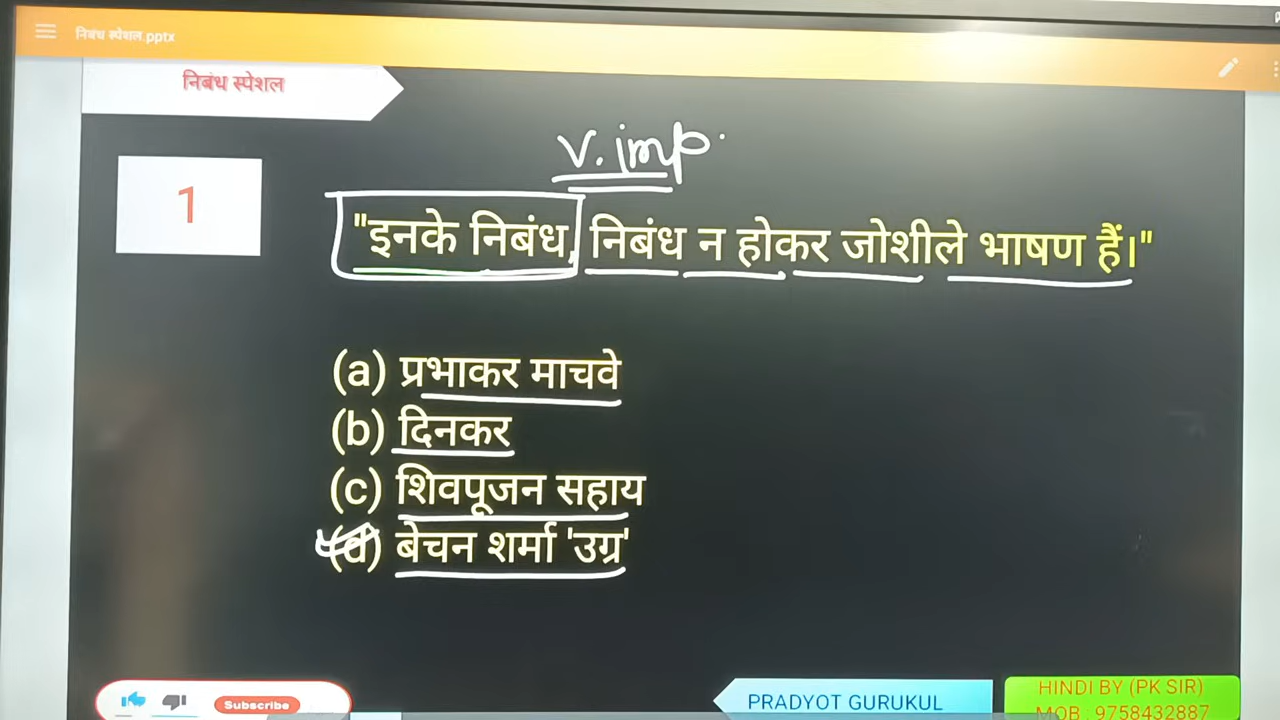 निबंध स्पेशल.pptx
निबंध स्पेशल
v. imp.
1
"इनके निबंध, निबंध न होकर जोशीले भाषण हैं।"
(a) प्रभाकर माचवे
(b) दिनकर
(c) शिवपूजन सहाय
(d) बेचन शर्मा 'उग्र'
Subscribe
PRADYOT GURUKUL
HINDI BY (PK SIR)
MOB : 9758432887